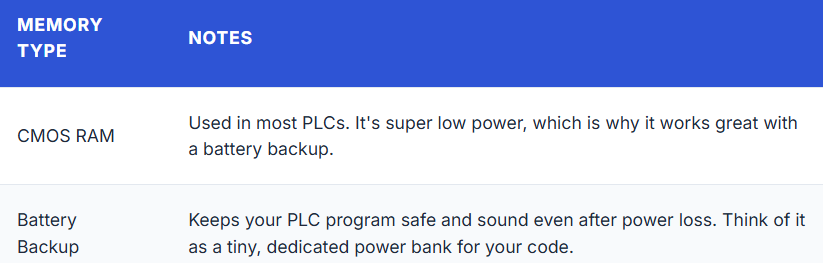 MEMORY
TYPE
NOTES
CMOS RAM
Used in most PLCs. It's super low power, which is why it works great with
a battery backup.
Battery
Backup
Keeps your PLC program safe and sound even after power loss. Think of it
as a tiny, dedicated power bank for your code.